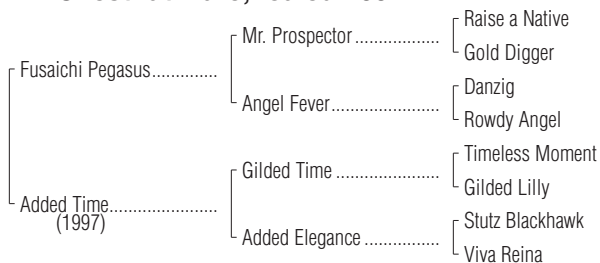 Raise a Native
Mr. Prospector ..................
Gold Digger
Fusaichi Pegasus..............
Danzig
Angel Fever.......................
Rowdy Angel
Timeless Moment
Gilded Time ......................
Gilded Lilly
Added Time.......................
(1997)
Stutz Blackhawk
Added Elegance ................
Viva Reina